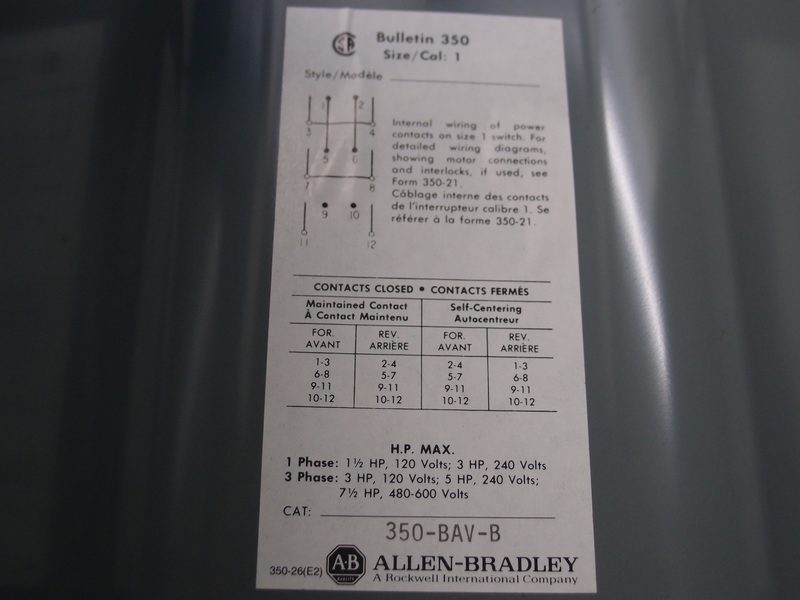 Bulletin 350
Size/Cal: 1
Style/Modèle
1 2
3 4
5 6
7 8
9 10
11 12
Internal wiring of power
contacts on size 1 switch. For
detailed wiring diagrams,
showing motor connections
and interlocks, if used, see
Form 350-21.
Câblage interne des contacts
de l'interrupteur calibre 1. Se
référer à la forme 350-21.
CONTACTS CLOSED • CONTACTS FERMÉS
Maintained Contact Self-Centering
À Contact Maintenu Autocentreur
FOR. REV. FOR. REV.
AVANT ARRIÈRE AVANT ARRIÈRE
1-3 2-4 2-4 1-3
6-8 5-7 5-7 6-8
9-11 9-11 9-11 9-11
10-12 10-12 10-12 10-12
H.P. MAX.
1 Phase: 1½ HP, 120 Volts; 3 HP, 240 Volts
3 Phase: 3 HP, 120 Volts; 5 HP, 240 Volts;
7½ HP, 480-600 Volts
CAT:
350-BAV-B
350-26(E2) A-B QUALITY ALLEN-BRADLEY
A Rockwell International Company